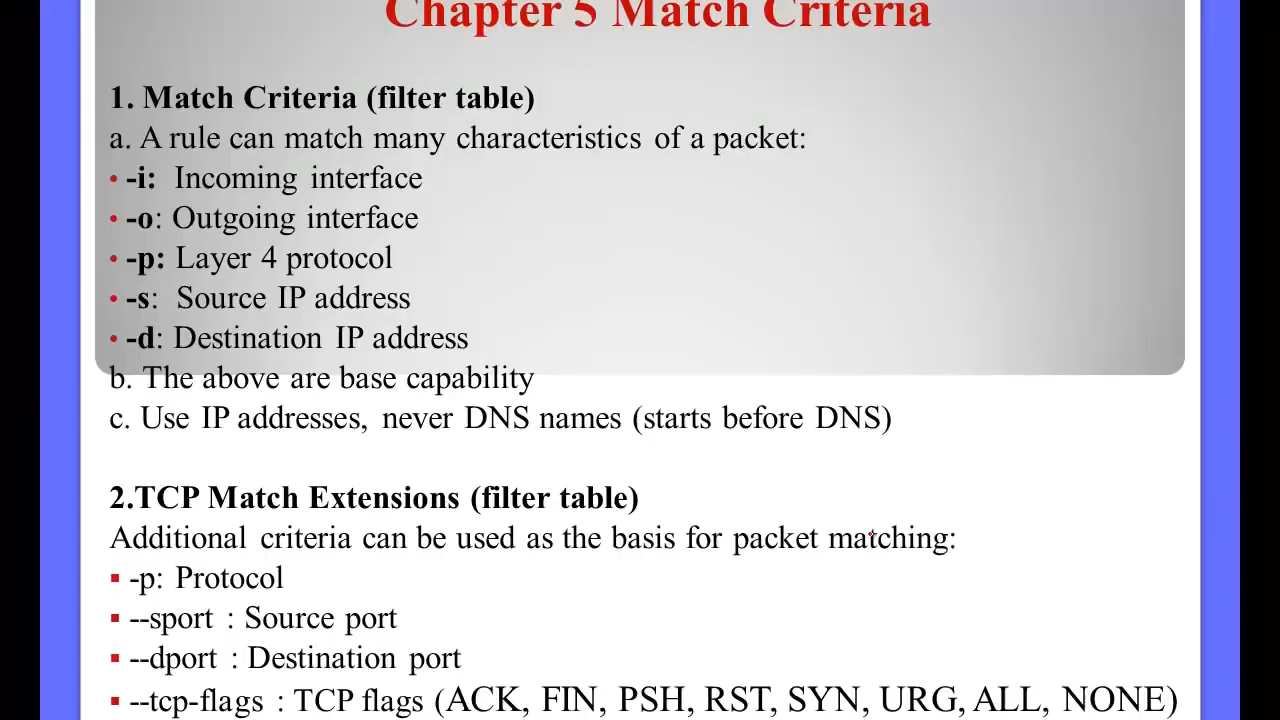 Chapter 5 Match Criteria
1. Match Criteria (filter table)
a. A rule can match many characteristics of a packet:
• -i: Incoming interface
• -o: Outgoing interface
• -p: Layer 4 protocol
• -s: Source IP address
• -d: Destination IP address
b. The above are base capability
c. Use IP addresses, never DNS names (starts before DNS)
2.TCP Match Extensions (filter table)
Additional criteria can be used as the basis for packet matching:
▪ -p: Protocol
▪ --sport : Source port
▪ --dport : Destination port
▪ --tcp-flags : TCP flags (ACK, FIN, PSH, RST, SYN, URG, ALL, NONE)